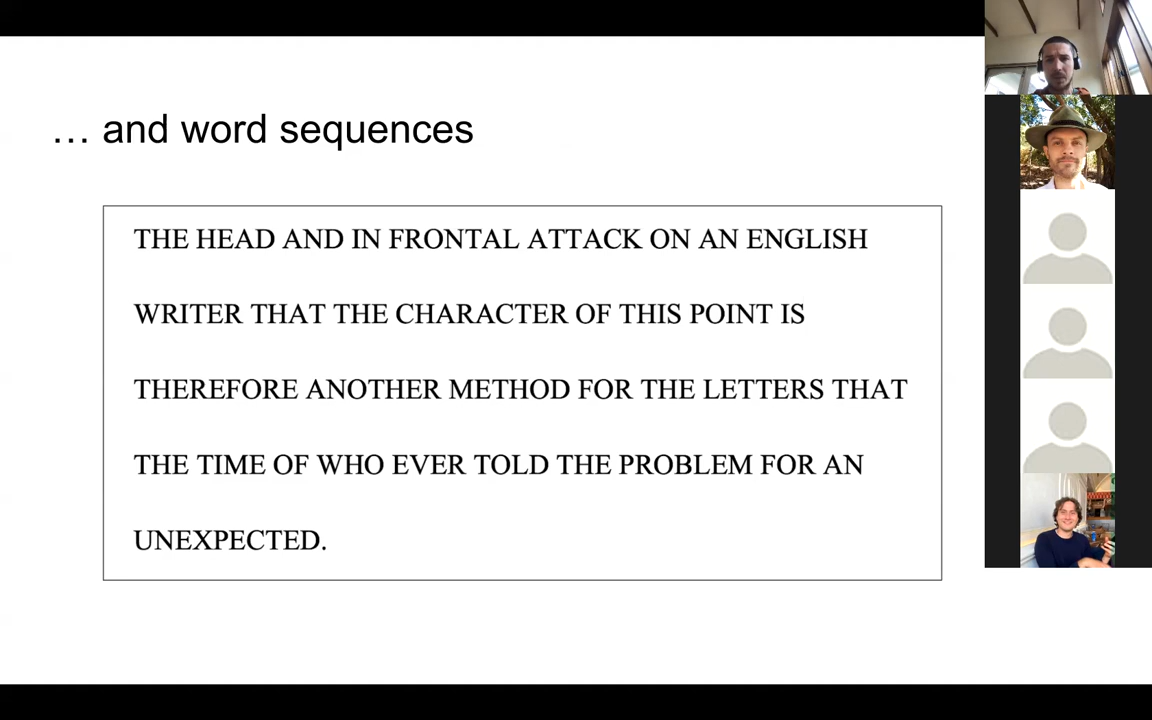 … and word sequences
THE HEAD AND IN FRONTAL ATTACK ON AN ENGLISH
WRITER THAT THE CHARACTER OF THIS POINT IS
THEREFORE ANOTHER METHOD FOR THE LETTERS THAT
THE TIME OF WHO EVER TOLD THE PROBLEM FOR AN
UNEXPECTED.